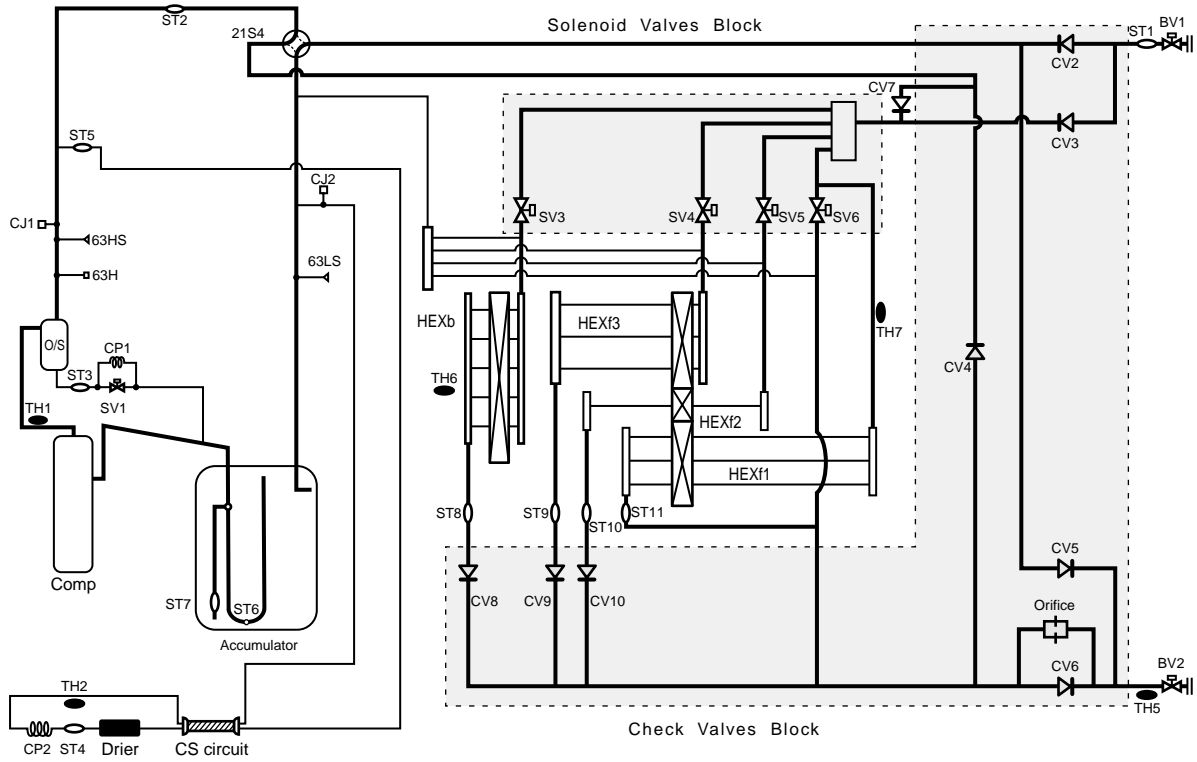 ST2
Solenoid Valves Block
21S4
ST1
BV1
CV2
CV7
CV3
ST5
CJ2
CJ1
SV3
SV4
SV5
SV6
63HS
63H
63LS
HEXb
HEXf3
TH7
O/S
CP1
ST3
SV1
TH6
CV4
TH1
HEXf2
HEXf1
ST8
ST9
ST10
ST11
CV5
Comp
ST7
ST6
CV8
CV9
CV10
Orifice
Accumulator
CV6
BV2
TH2
TH5
CP2
ST4
Drier
CS circuit
Check Valves Block